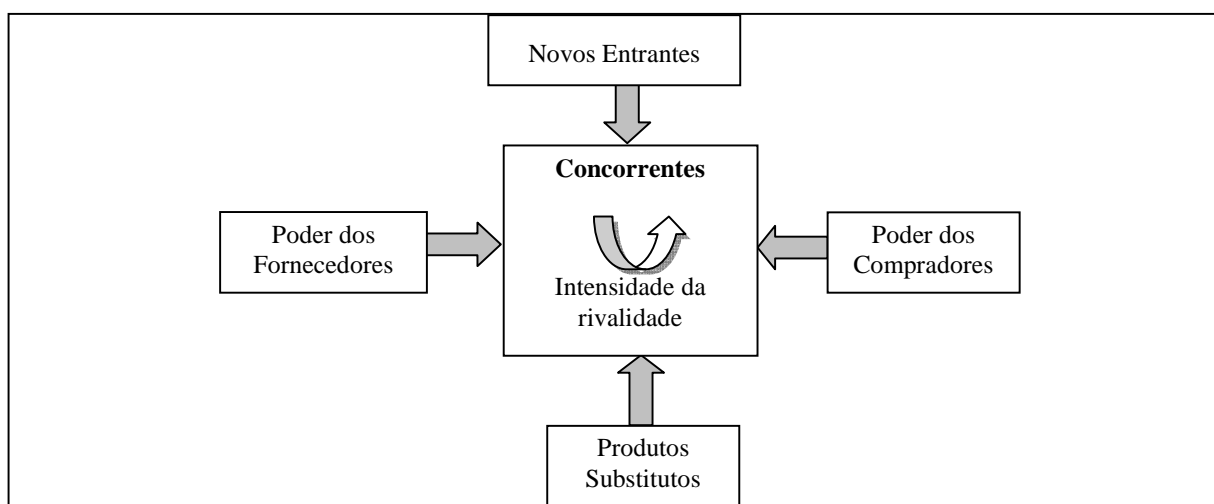 Novos Entrantes
Concorrentes
Poder dos
Fornecedores
Poder dos
Compradores
Intensidade da
rivalidade
Produtos
Substitutos